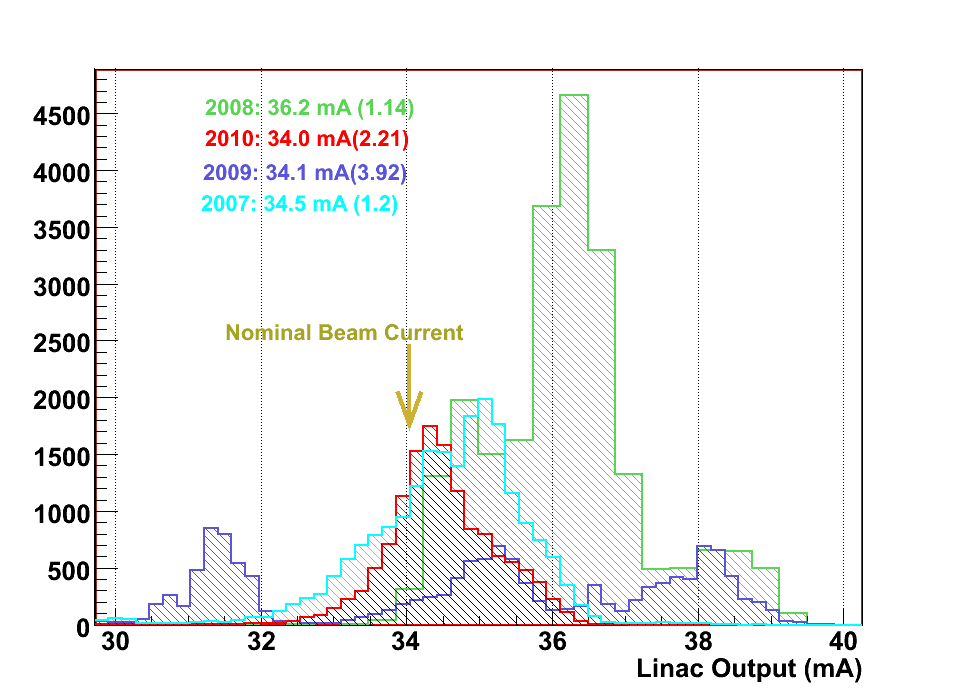 2008: 36.2 mA (1.14)
2010: 34.0 mA(2.21)
2009: 34.1 mA(3.92)
2007: 34.5 mA (1.2)
Nominal Beam Current
4500
4000
3500
3000
2500
2000
1500
1000
500
0
30 32 34 36 38 40
Linac Output (mA)